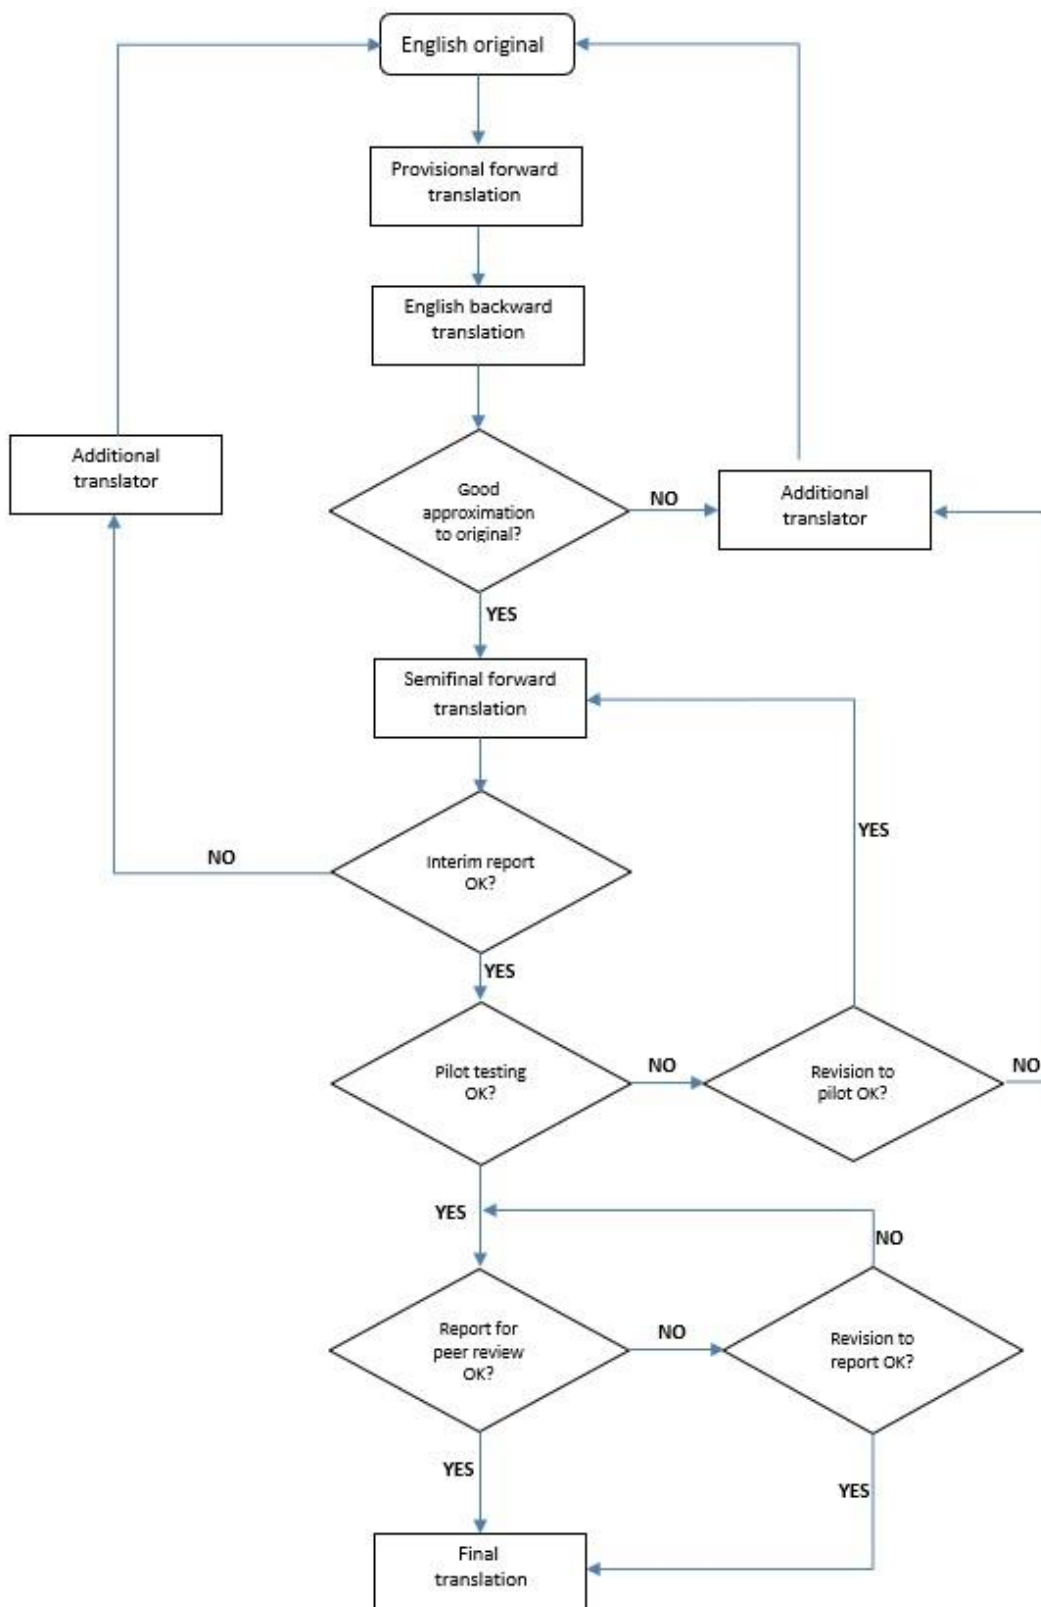 English original
Provisional forward
translation
English backward
translation
Additional
translator
Good
approximation
to original?
NO
Additional
translator
YES
Semifinal forward
translation
YES
NO
Interim report
OK?
YES
Pilot testing
OK?
NO
Revision to
pilot OK?
NO
YES
NO
Report for
peer review
OK?
NO
Revision to
report OK?
YES
YES
Final
translation